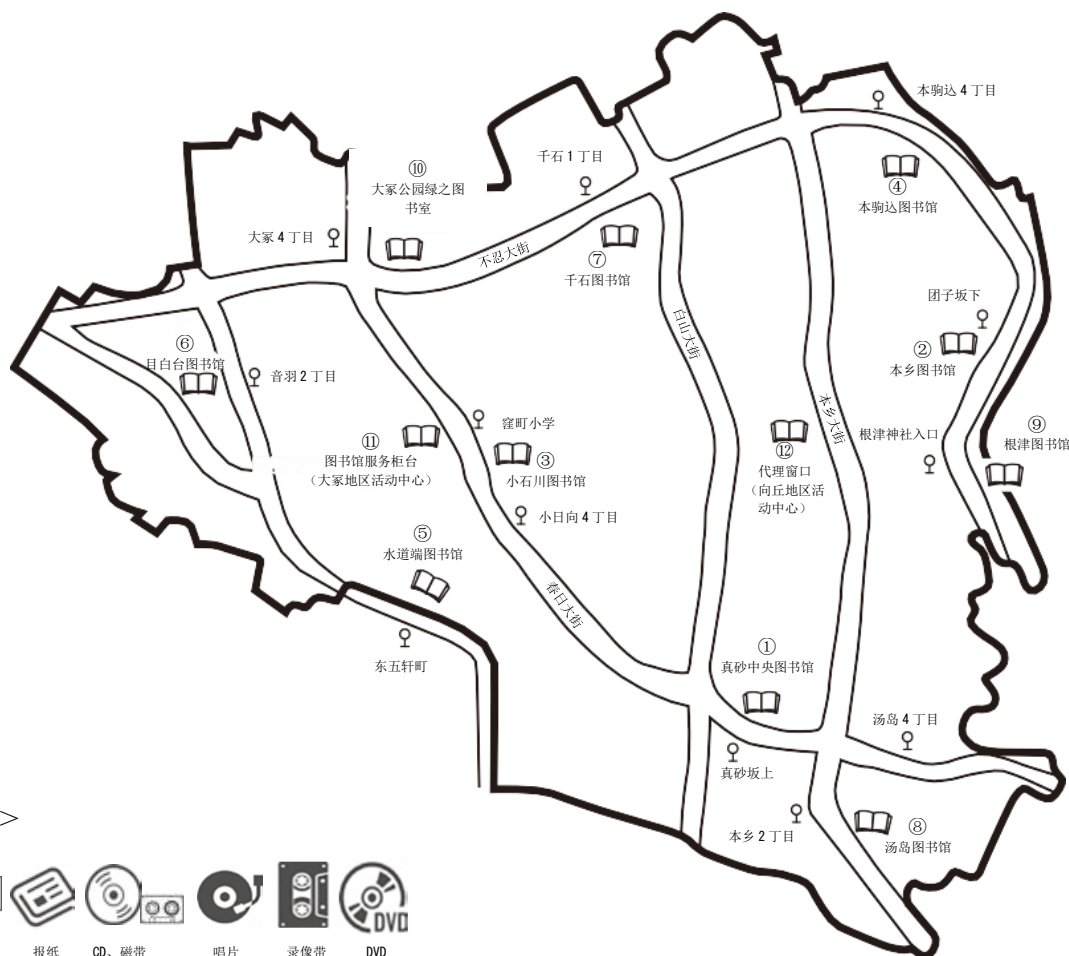 本驹达 4 丁目
千石 1 丁目
⑩
大冢公园绿之图
书室
④
本驹达图书馆
大冢 4 丁目
不忍大街
⑦
千石图书馆
团子坂下
白山大街
⑥
目白台图书馆
②
本乡图书馆
音羽 2 丁目
本乡大街
窪町小学
⑨
根津图书馆
根津神社入口
⑪
图书馆服务柜台
(大冢地区活动中心)
③
小石川图书馆
⑫
代理窗口
(向丘地区活
动中心)
小日向 4 丁目
⑤
水道端图书馆
春日大街
东五轩町
①
真砂中央图书馆
汤岛 4 丁目
真砂坂上
本乡 2 丁目
⑧
汤岛图书馆
>
DVD
报纸
CD、磁带
唱片
录像带
DVD